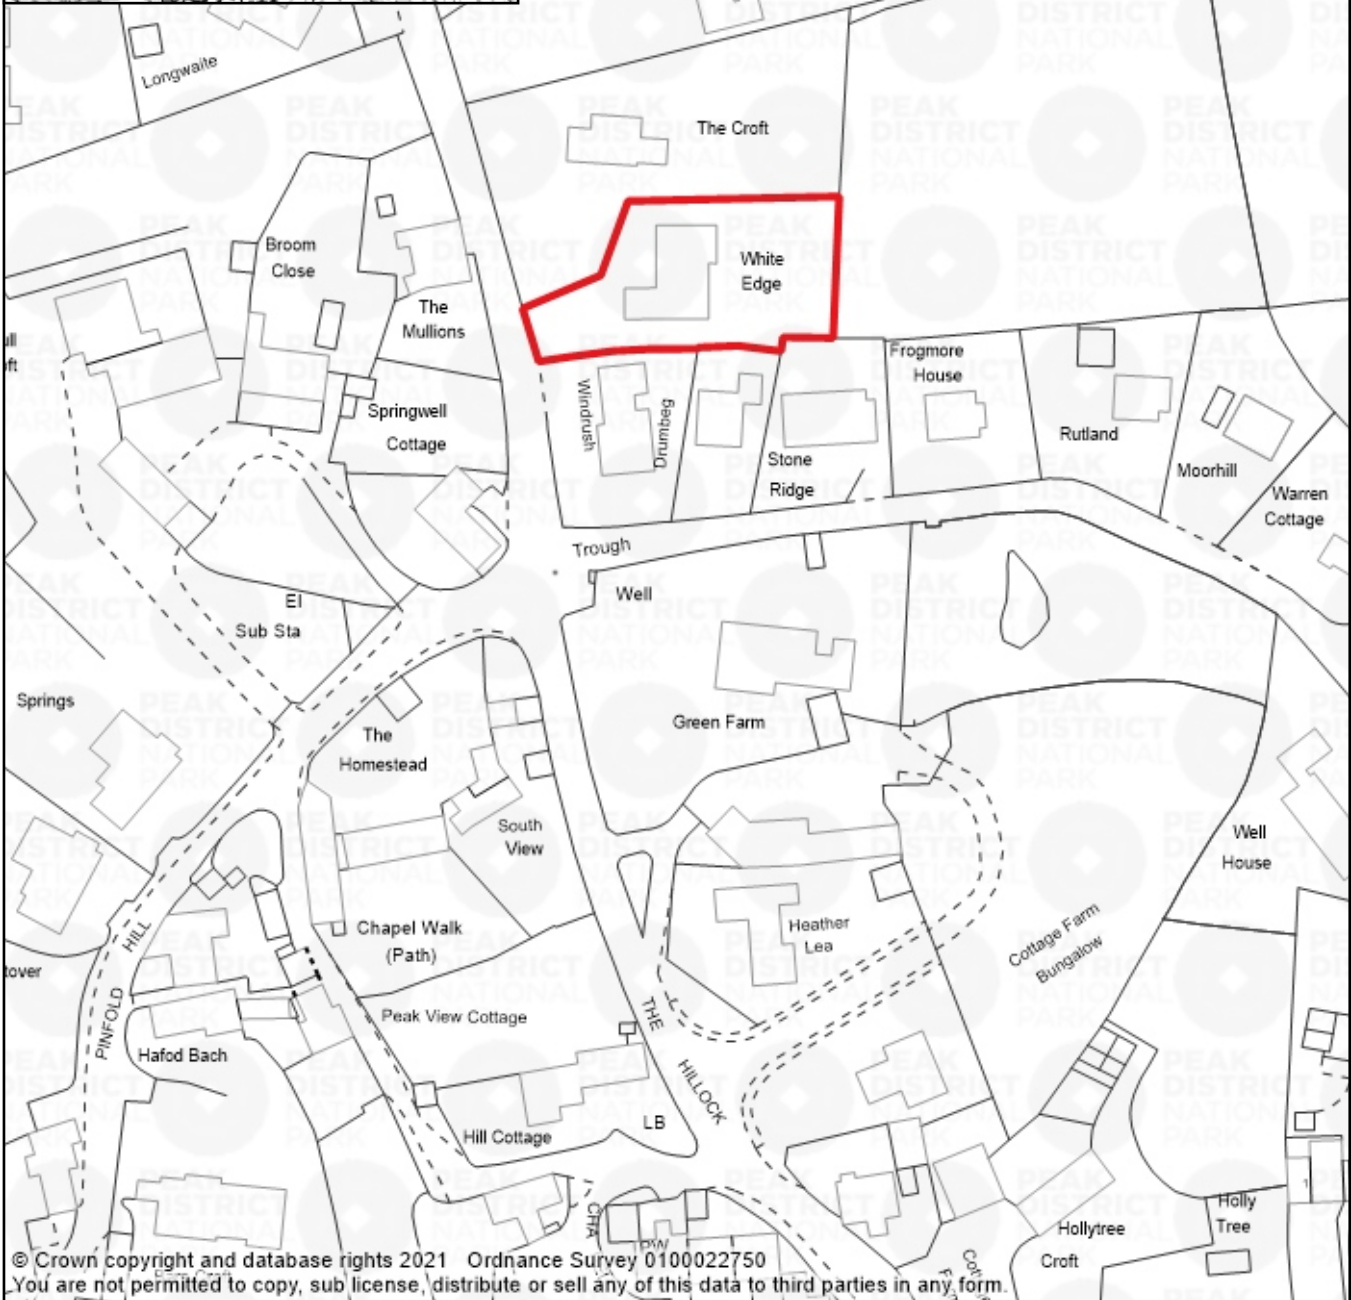 Longwaite
The Croft
Broom
Close
White
Edge
The
Mullions
Frogmore
House
Windrush
Drumbeg
Springwell
Cottage
Rutland
Stone
Ridge
Moorhill
Warren
Cottage
Trough
Well
El
Sub Sta
Springs
Green Farm
The
Homestead
South
View
Well
House
Chapel Walk
(Path)
Heather
Lea
Cottage Farm
Bungalow
PINFOLD HILL
Peak View Cottage
THE HILLOCK
Hafod Bach
LB
Hill Cottage
Holly
Tree
Hollytree
Croft
PEAK
DISTRICT
NATIONAL
PARK
© Crown copyright and database rights 2021 Ordnance Survey 0100022750
You are not permitted to copy, sub license, distribute or sell any of this data to third parties in any form.